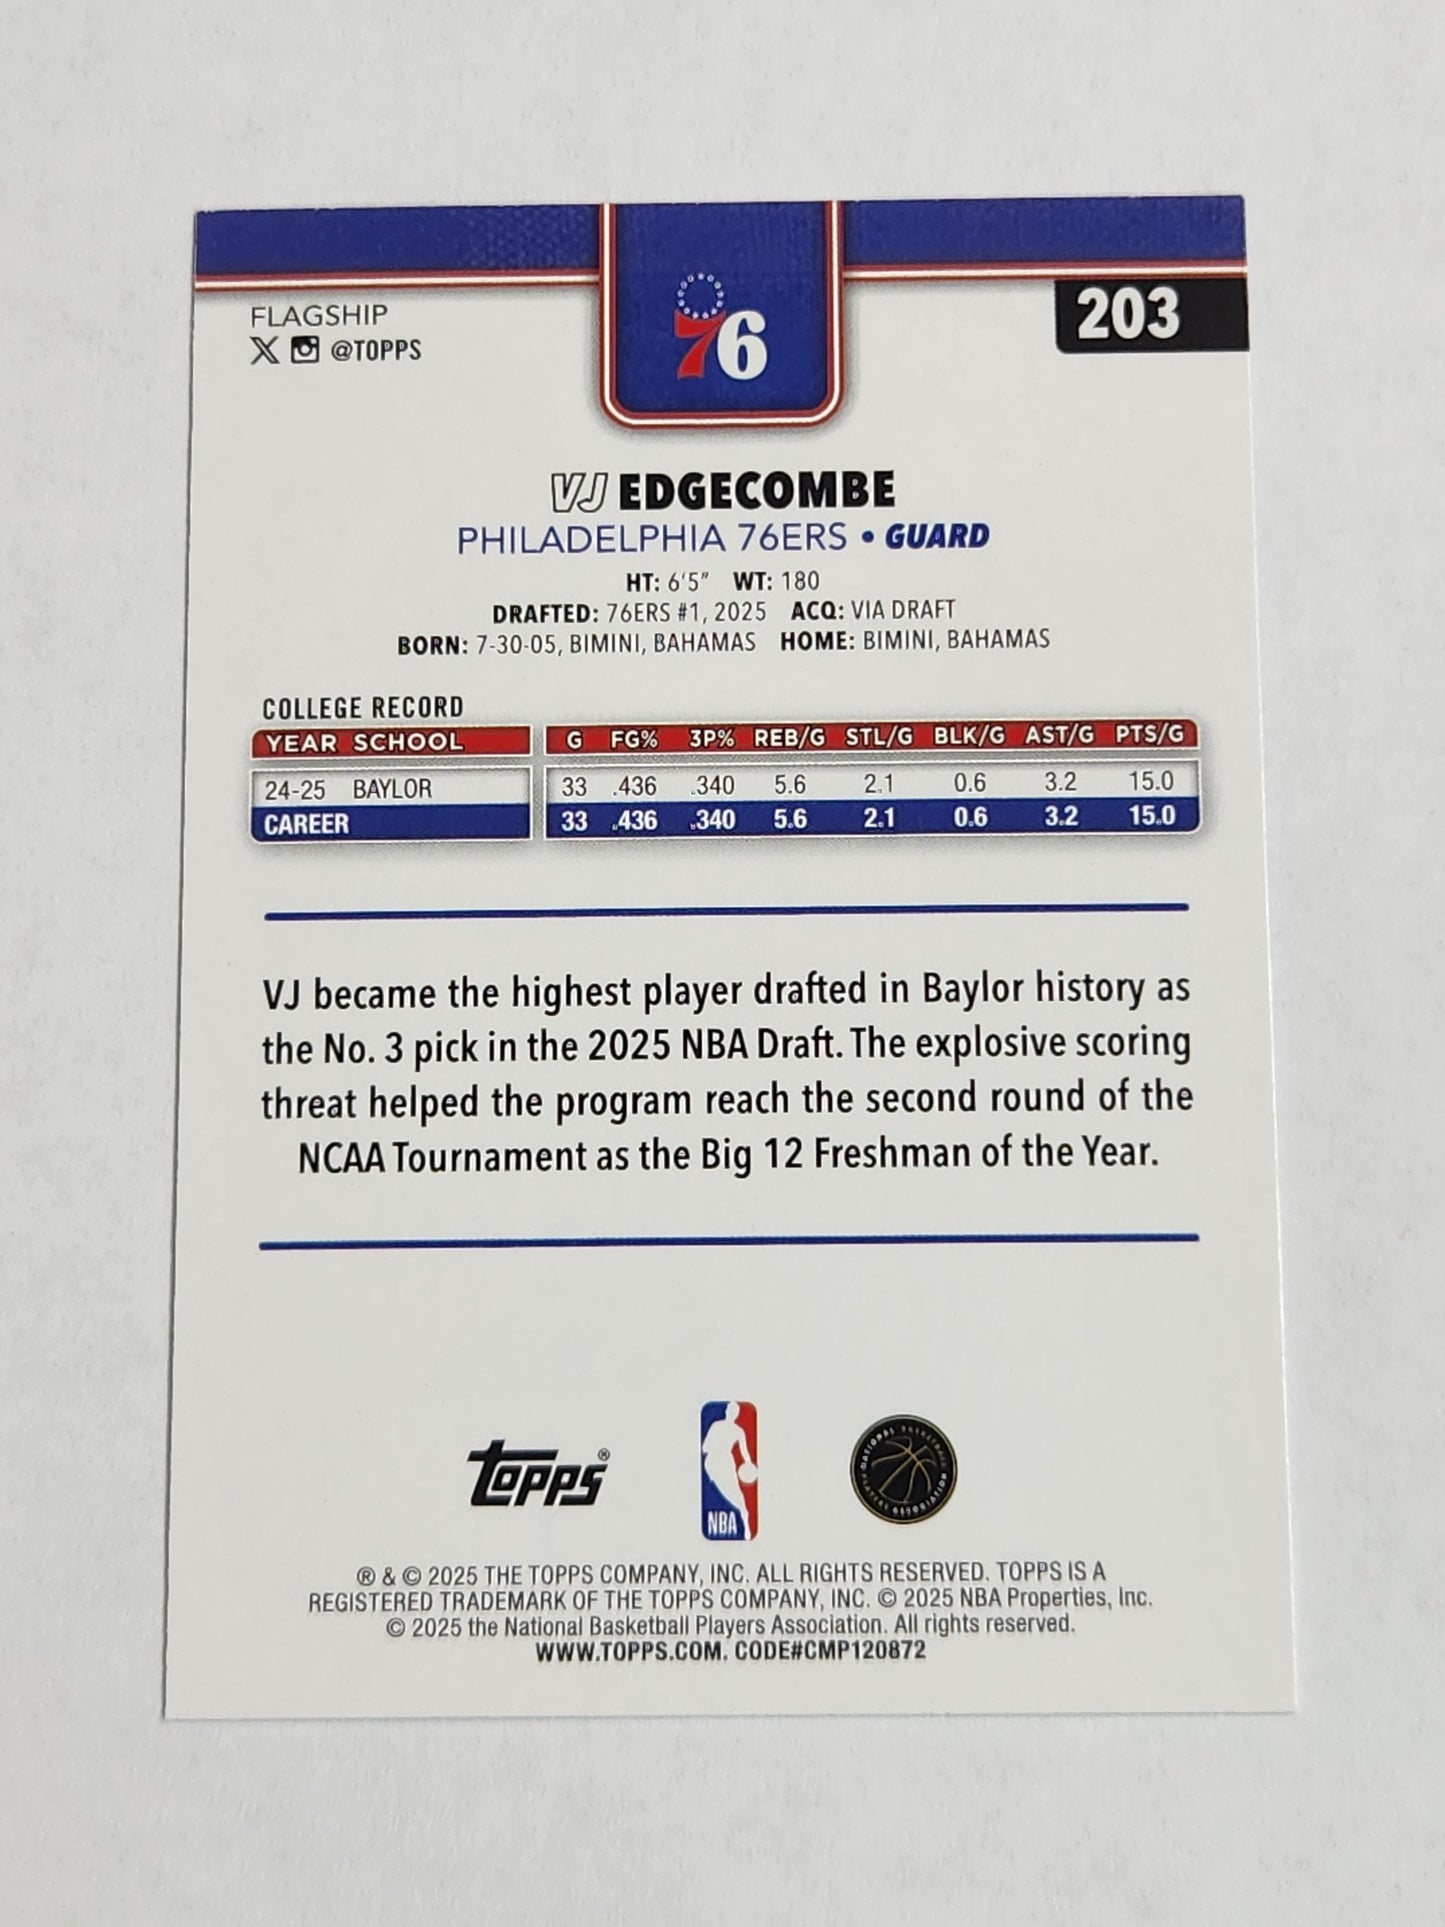 FLAGSHIP
@TOPPS
76
203
VJ EDGECOMBE
PHILADELPHIA 76ERS • GUARD
HT: 6'5" WT: 180
DRAFTED: 76ERS #1, 2025 ACQ: VIA DRAFT
BORN: 7-30-05, BIMINI, BAHAMAS HOME: BIMINI, BAHAMAS
COLLEGE RECORD
YEAR SCHOOL G FG% 3P% REB/G STL/G BLK/G AST/G PTS/G
24-25 BAYLOR 33 .436 .340 5.6 2.1 0.6 3.2 15.0
CAREER 33 .436 .340 5.6 2.1 0.6 3.2 15.0
VJ became the highest player drafted in Baylor history as
the No. 3 pick in the 2025 NBA Draft. The explosive scoring
threat helped the program reach the second round of the
NCAA Tournament as the Big 12 Freshman of the Year.
topps®
NBA
NATIONAL BASKETBALL
PLAYERS ASSOCIATION
® & © 2025 THE TOPPS COMPANY, INC. ALL RIGHTS RESERVED. TOPPS IS A
REGISTERED TRADEMARK OF THE TOPPS COMPANY, INC. © 2025 NBA Properties, Inc.
© 2025 the National Basketball Players Association. All rights reserved.
WWW.TOPPS.COM. CODE#CMP120872